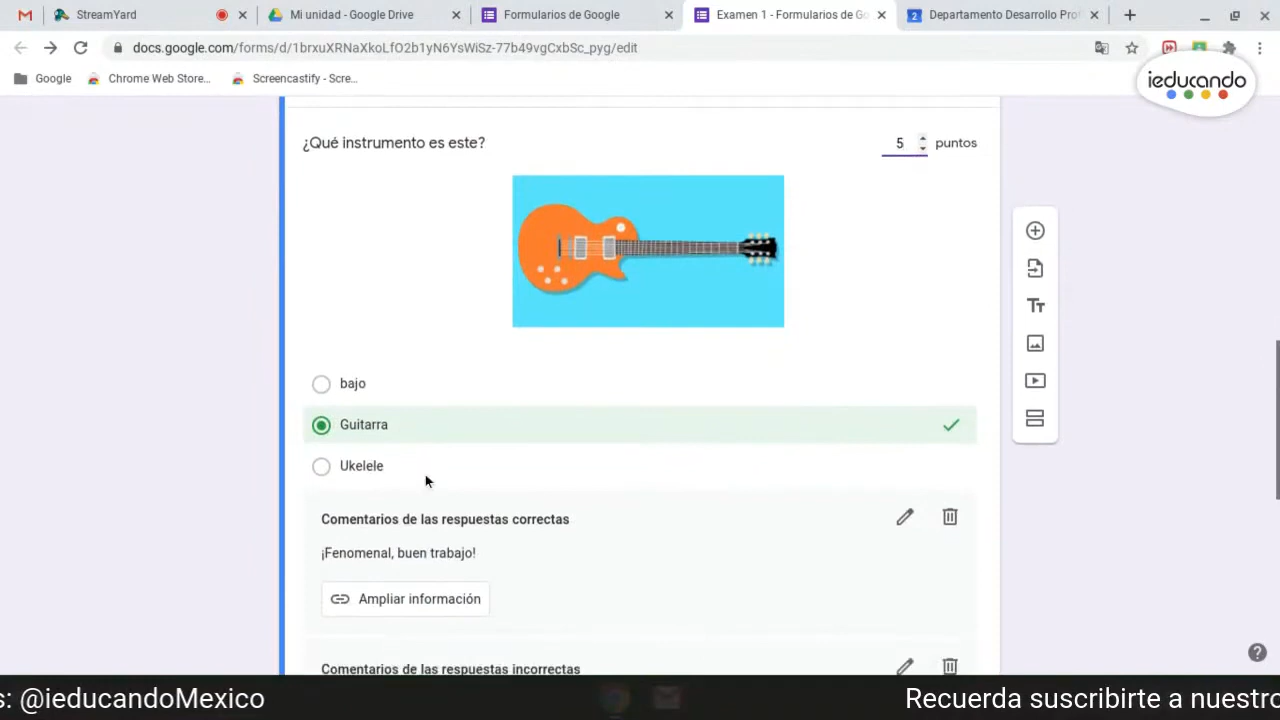 StreamYard
Mi unidad - Google Drive
Formularios de Google
Examen 1 - Formularios de Go
Departamento Desarrollo Prof
docs.google.com/forms/d/1brxuXRNaXkoLfO2b1yN6YsWiSz-77b49vgCxbSc_pyg/edit
Google
Chrome Web Store...
Screencastify - Scre...
ieducando
¿Qué instrumento es este?
5 puntos
bajo
Guitarra
Ukelele
Comentarios de las respuestas correctas
¡Fenomenal, buen trabajo!
Ampliar información
Comentarios de las respuestas incorrectas
s: @ieducandoMexico
Recuerda suscribirte a nuestro